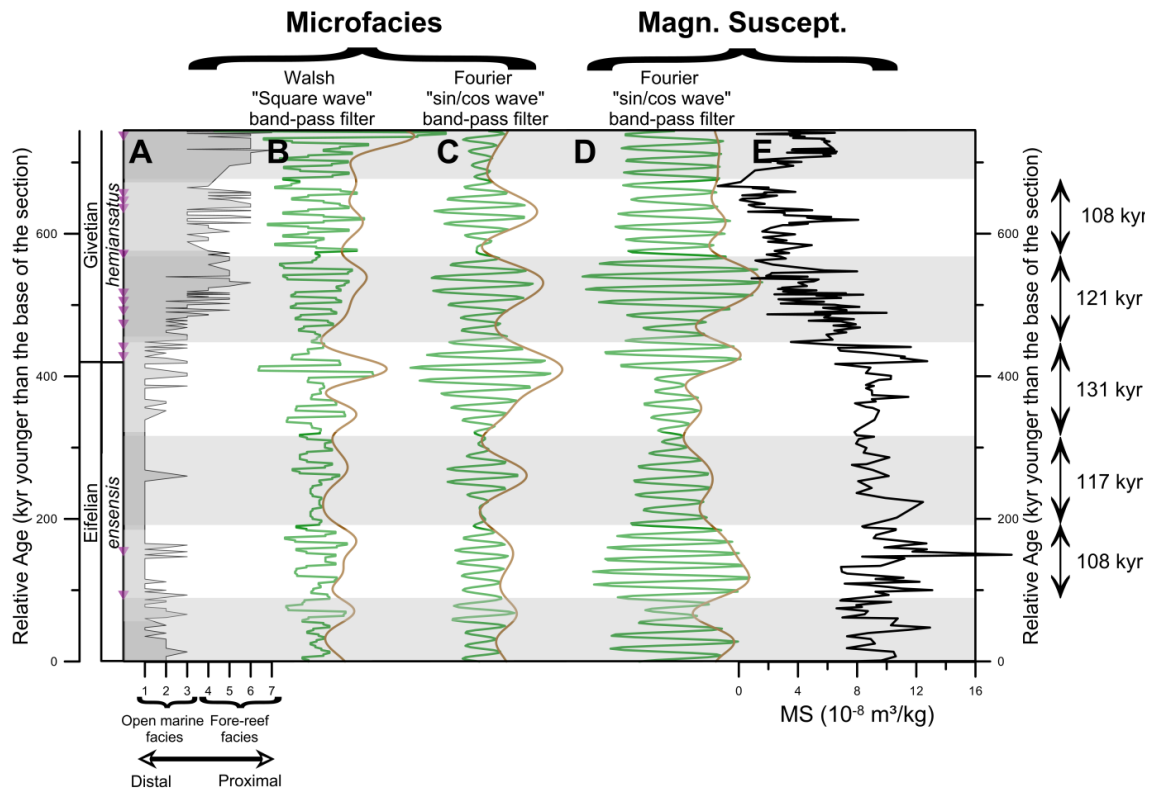 Microfacies
Magn. Suscept.
Walsh
"Square wave"
band-pass filter
Fourier
"sin/cos wave"
band-pass filter
Fourier
"sin/cos wave"
band-pass filter
A
B
C
D
E
Relative Age (kyr younger than the base of the section)
600
400
200
0
Givetian
Eifelian
hemiansatus
ensensis
600
400
200
0
Relative Age (kyr younger than the base of the section)
108 kyr
121 kyr
131 kyr
117 kyr
108 kyr
1 2 3 4 5 6 7
Open marine
facies
Fore-reef
facies
Distal
Proximal
0 4 8 12 16
MS (10⁻⁸ m³/kg)